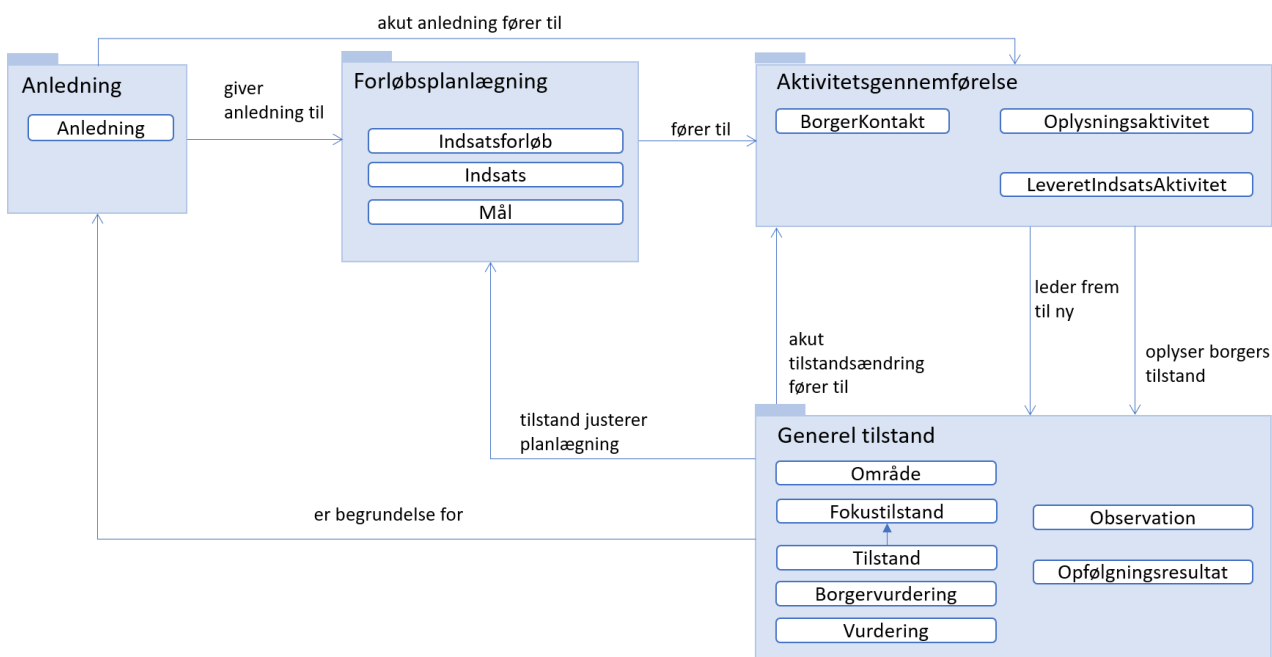 akut anledning fører til
Anledning
Anledning
giver
anledning til
Forløbsplanlægning
Indsatsforløb
Indsats
Mål
fører til
Aktivitetsgennemførelse
BorgerKontakt
Oplysningsaktivitet
LeveretIndsatsAktivitet
leder frem
til ny
oplyser borgers
tilstand
akut
tilstandsændring
fører til
tilstand justerer
planlægning
er begrundelse for
Generel tilstand
Område
Fokustilstand
Tilstand
Borgervurdering
Vurdering
Observation
Opfølgningsresultat